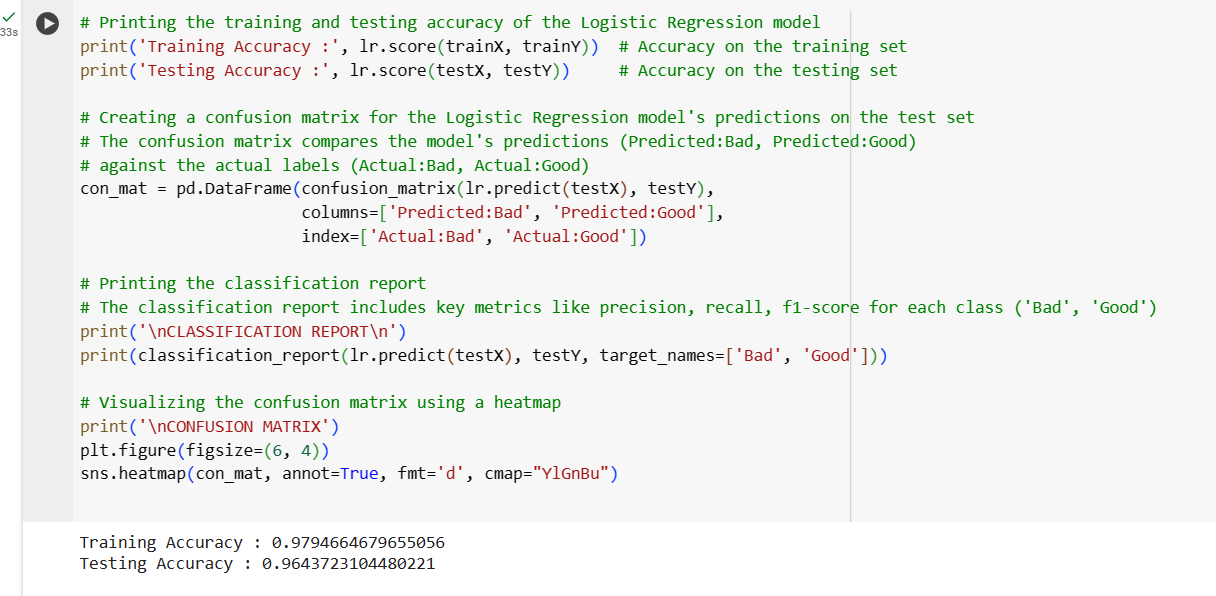 # Printing the training and testing accuracy of the Logistic Regression model
33s
print('Training Accuracy :', lr.score(trainX, trainY))  # Accuracy on the training set
print('Testing Accuracy :', lr.score(testX, testY))     # Accuracy on the testing set
# Creating a confusion matrix for the Logistic Regression model's predictions on the test set
# The confusion matrix compares the model's predictions (Predicted:Bad, Predicted:Good)
# against the actual labels (Actual:Bad, Actual:Good)
con_mat = pd.DataFrame(confusion_matrix(lr.predict(testX), testY),
                       columns=['Predicted:Bad', 'Predicted:Good'],
                       index=['Actual:Bad', 'Actual:Good'])
# Printing the classification report
# The classification report includes key metrics like precision, recall, f1-score for each class ('Bad', 'Good')
print('\nCLASSIFICATION REPORT\n')
print(classification_report(lr.predict(testX), testY, target_names=['Bad', 'Good']))
# Visualizing the confusion matrix using a heatmap
print('\nCONFUSION MATRIX')
plt.figure(figsize=(6, 4))
sns.heatmap(con_mat, annot=True, fmt='d', cmap="YlGnBu")
Training Accuracy : 0.9794664679655056
Testing Accuracy : 0.9643723104480221